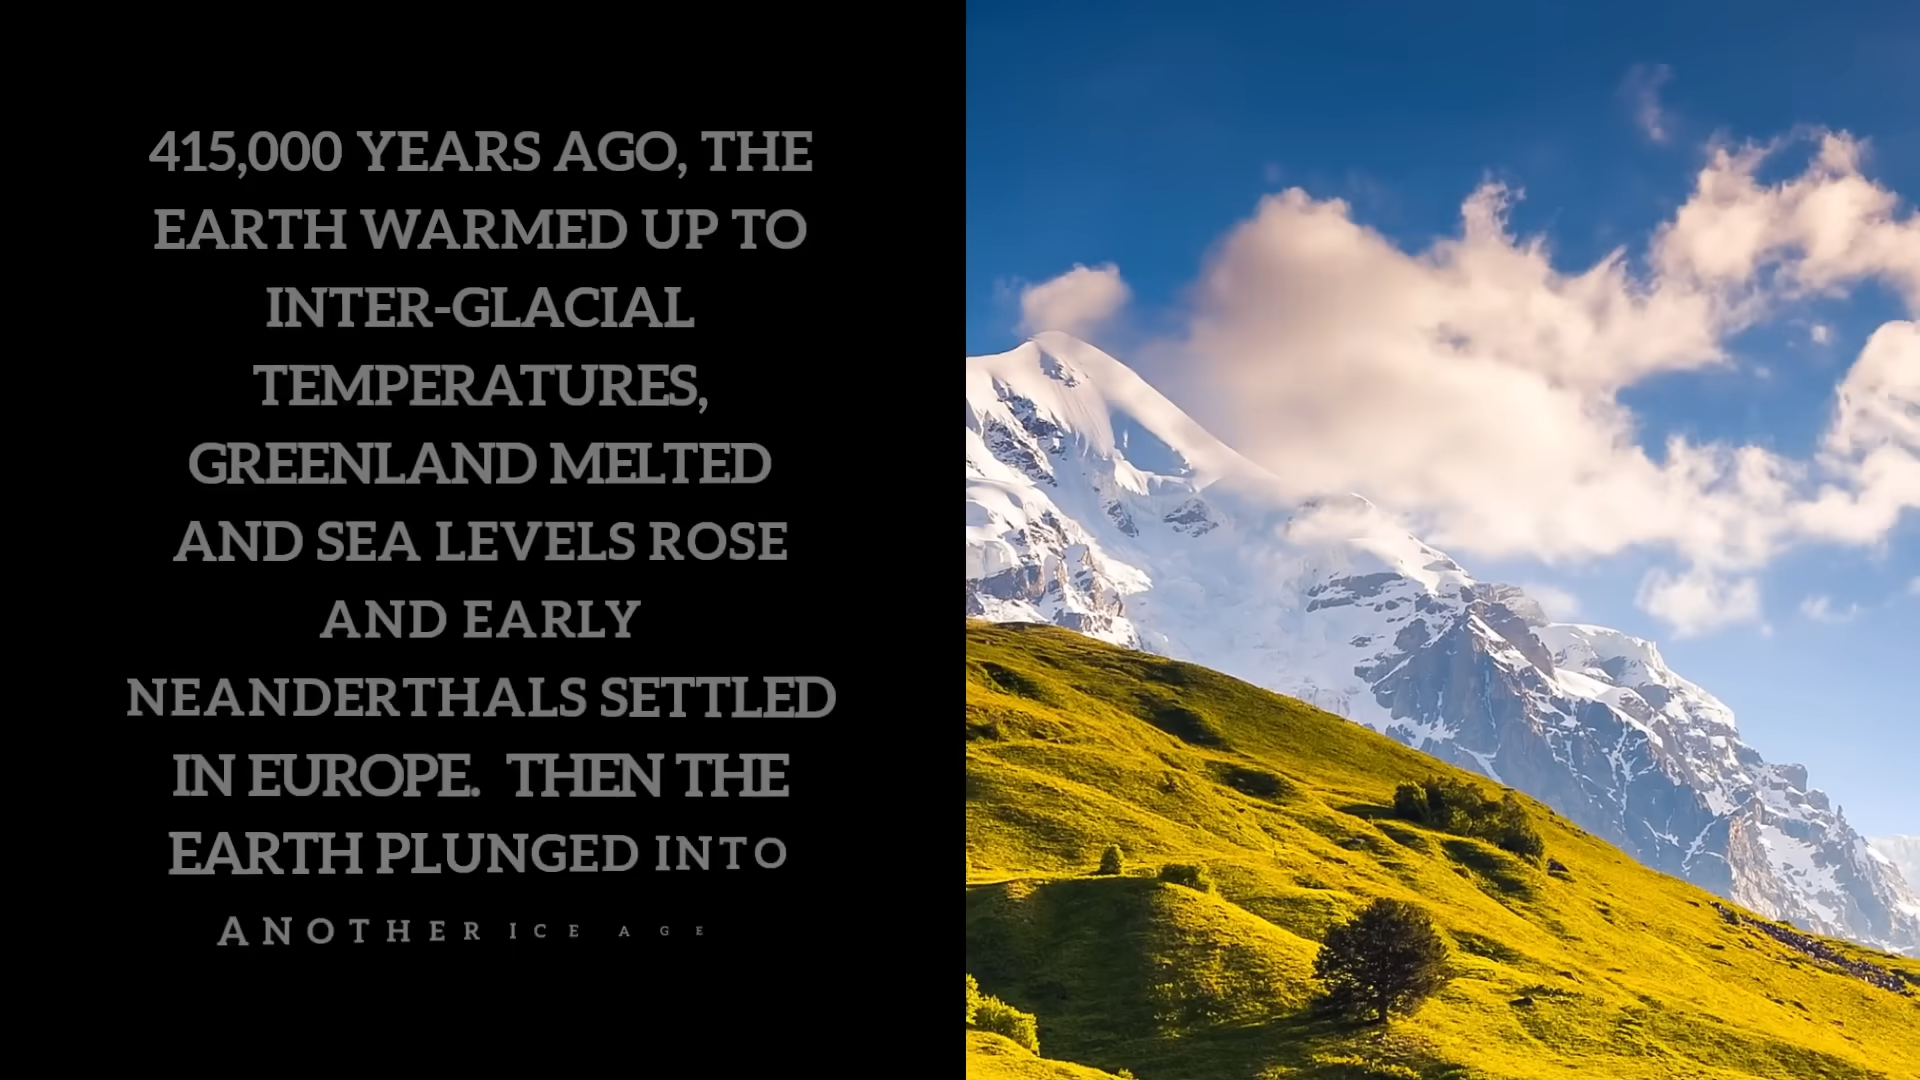 415,000 YEARS AGO, THE
EARTH WARMED UP TO
INTER-GLACIAL
TEMPERATURES,
GREENLAND MELTED
AND SEA LEVELS ROSE
AND EARLY
NEANDERTHALS SETTLED
IN EUROPE.  THEN THE
EARTH PLUNGED INTO
ANOTHER ICE AGE